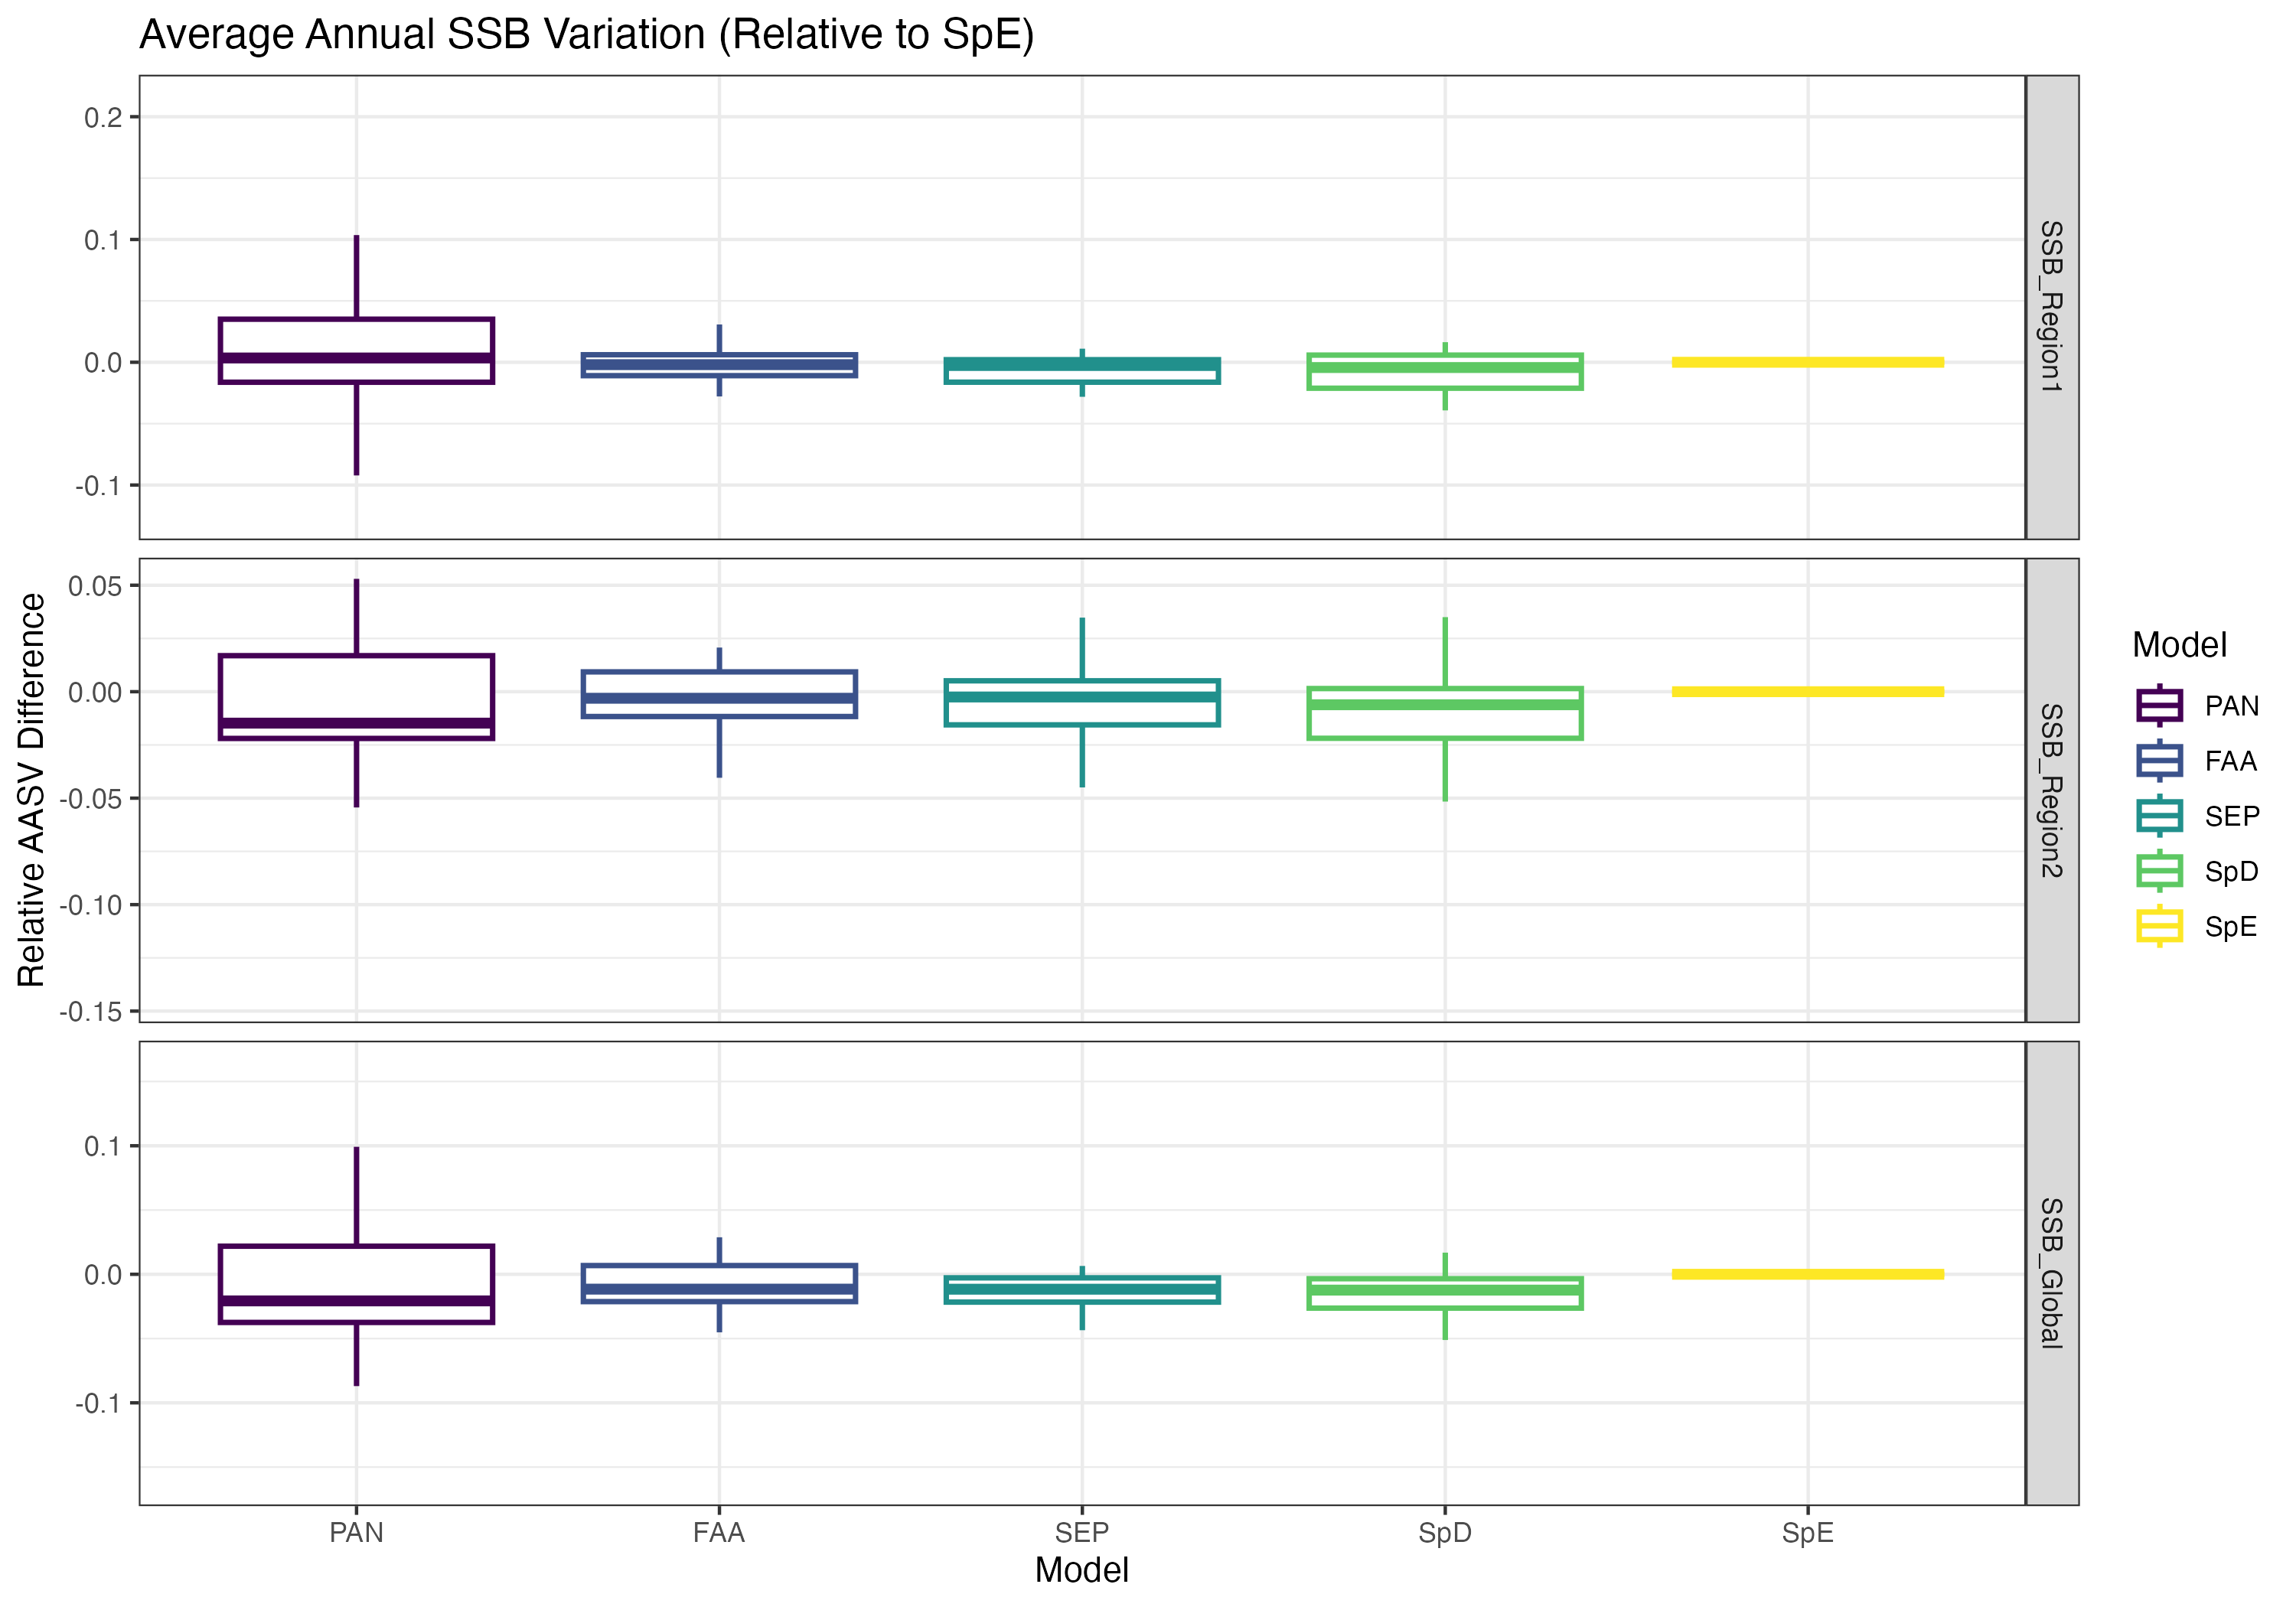 Average Annual SSB Variation (Relative to SpE)
Relative AASV Difference
0.2
0.1
0.0
-0.1
SSB_Region1
0.05
0.00
-0.05
-0.10
-0.15
SSB_Region2
0.1
0.0
-0.1
SSB_Global
PAN FAA SEP SpD SpE
Model
Model
PAN
FAA
SEP
SpD
SpE